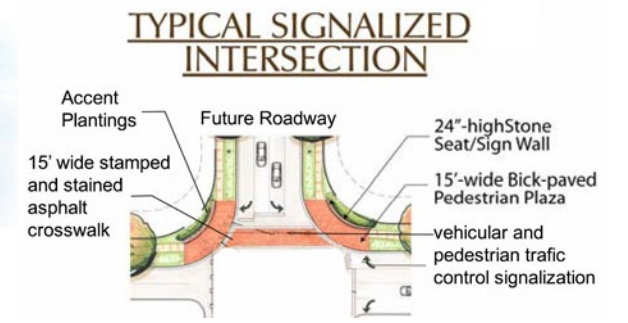 TYPICAL SIGNALIZED
INTERSECTION
Accent
Plantings
Future Roadway
24"-highStone
Seat/Sign Wall
15' wide stamped
and stained
asphalt
crosswalk
15'-wide Bick-paved
Pedestrian Plaza
vehicular and
pedestrian trafic
control signalization